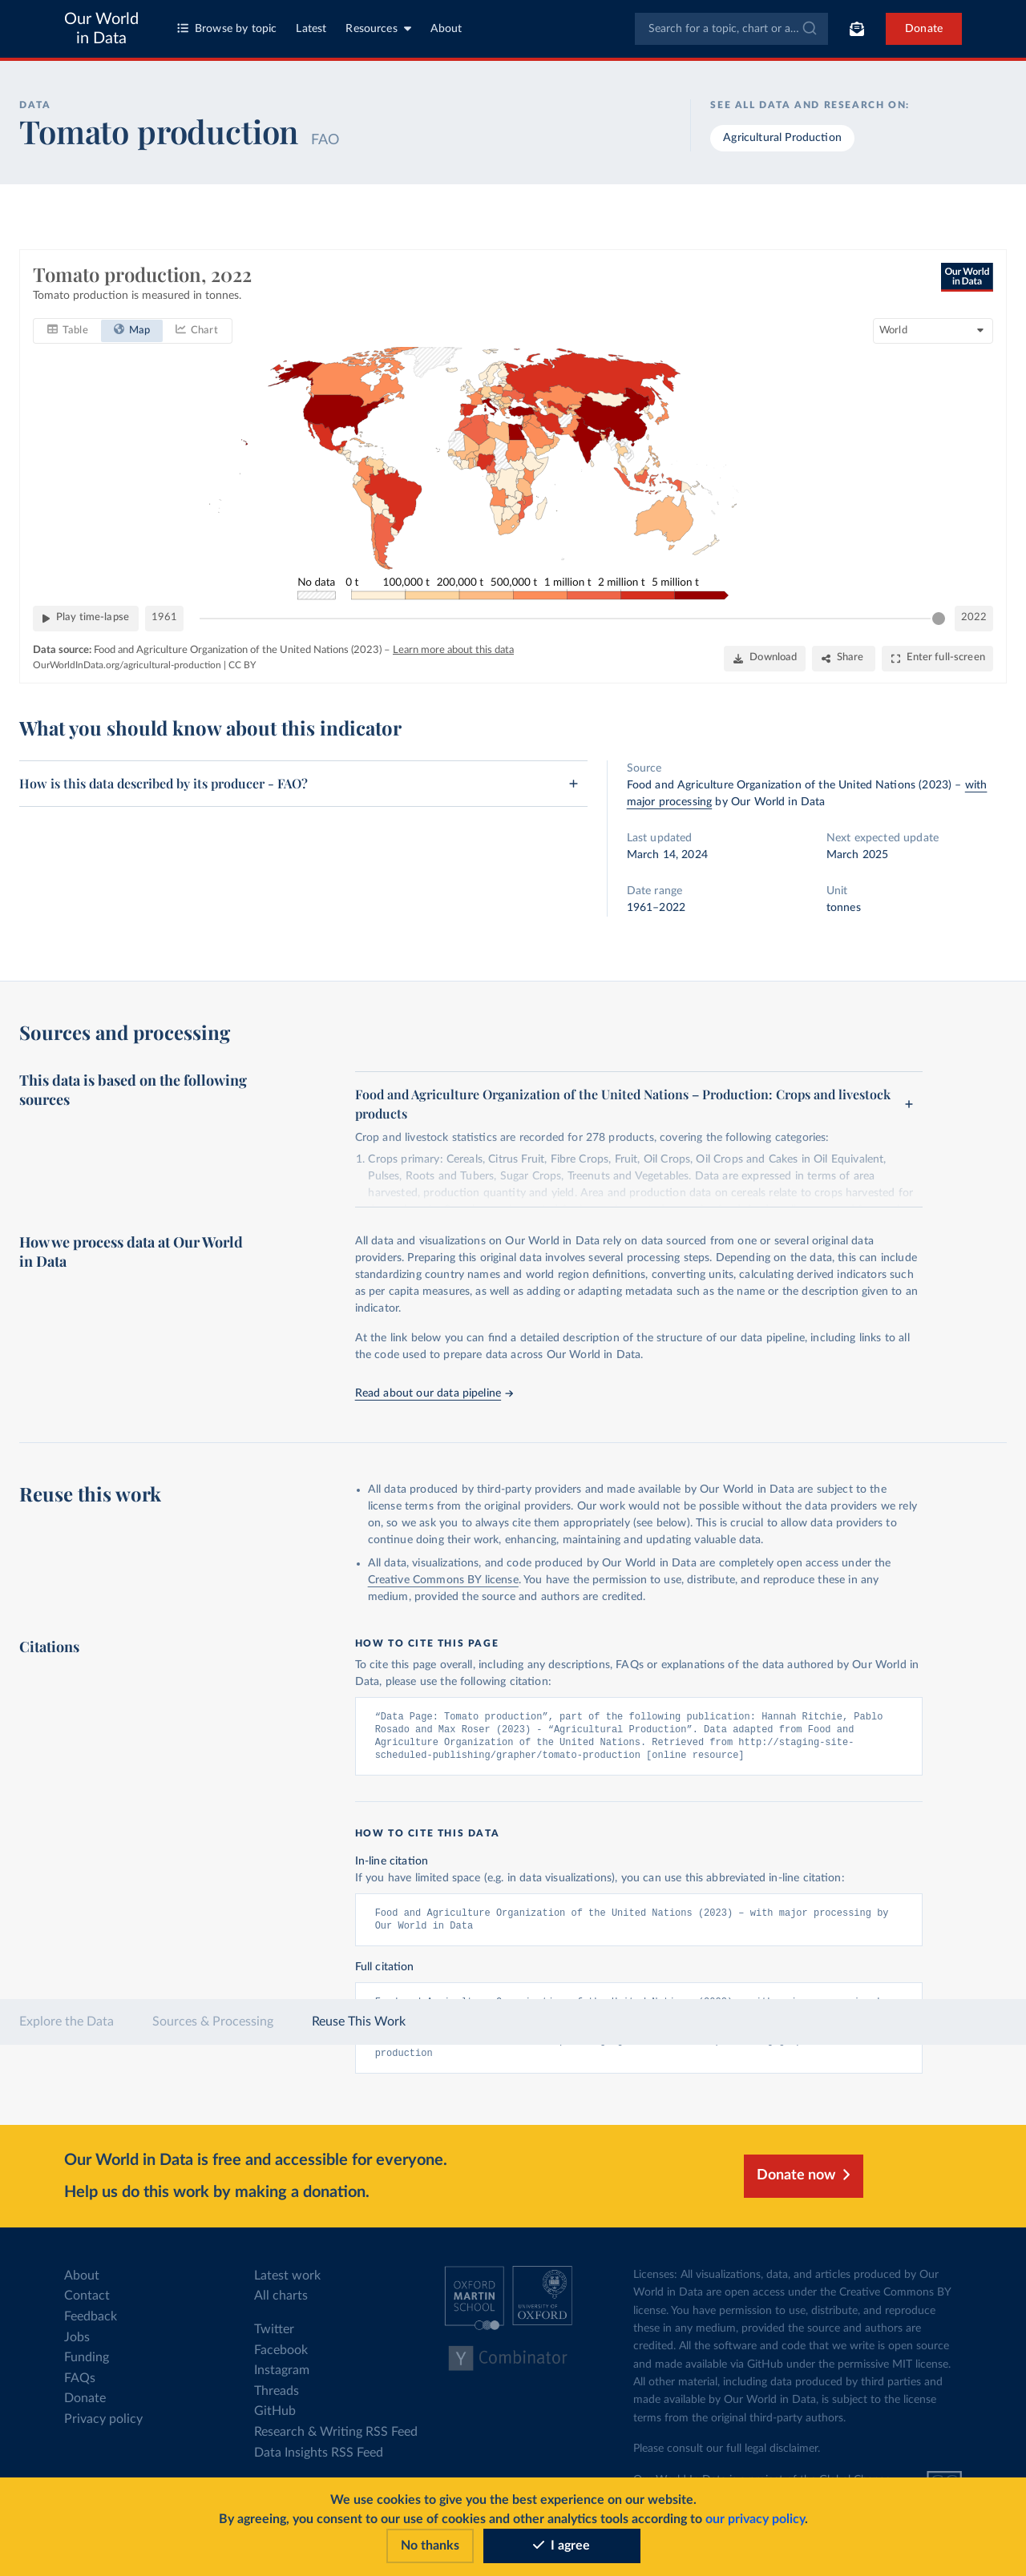 Our World
in Data
Browse by topic
Latest
Resources
About
Search for a topic, chart or a...
Donate
DATA
Tomato production FAO
SEE ALL DATA AND RESEARCH ON:
Agricultural Production
Tomato production, 2022
Tomato production is measured in tonnes.
Our World
in Data
Table
Map
Chart
World
No data
0 t
100,000 t
200,000 t
500,000 t
1 million t
2 million t
5 million t
Play time-lapse
1961
2022
Data source: Food and Agriculture Organization of the United Nations (2023) – Learn more about this data
OurWorldInData.org/agricultural-production | CC BY
Download
Share
Enter full-screen
What you should know about this indicator
How is this data described by its producer - FAO?
Source
Food and Agriculture Organization of the United Nations (2023) – with
major processing by Our World in Data
Last updated
March 14, 2024
Next expected update
March 2025
Date range
1961–2022
Unit
tonnes
Sources and processing
This data is based on the following
sources
Food and Agriculture Organization of the United Nations – Production: Crops and livestock
products
Crop and livestock statistics are recorded for 278 products, covering the following categories:
1. Crops primary: Cereals, Citrus Fruit, Fibre Crops, Fruit, Oil Crops, Oil Crops and Cakes in Oil Equivalent,
Pulses, Roots and Tubers, Sugar Crops, Treenuts and Vegetables. Data are expressed in terms of area
harvested, production quantity and yield. Area and production data on cereals relate to crops harvested for
How we process data at Our World
in Data
All data and visualizations on Our World in Data rely on data sourced from one or several original data
providers. Preparing this original data involves several processing steps. Depending on the data, this can include
standardizing country names and world region definitions, converting units, calculating derived indicators such
as per capita measures, as well as adding or adapting metadata such as the name or the description given to an
indicator.
At the link below you can find a detailed description of the structure of our data pipeline, including links to all
the code used to prepare data across Our World in Data.
Read about our data pipeline
Reuse this work
All data produced by third-party providers and made available by Our World in Data are subject to the
license terms from the original providers. Our work would not be possible without the data providers we rely
on, so we ask you to always cite them appropriately (see below). This is crucial to allow data providers to
continue doing their work, enhancing, maintaining and updating valuable data.
All data, visualizations, and code produced by Our World in Data are completely open access under the
Creative Commons BY license. You have the permission to use, distribute, and reproduce these in any
medium, provided the source and authors are credited.
Citations
HOW TO CITE THIS PAGE
To cite this page overall, including any descriptions, FAQs or explanations of the data authored by Our World in
Data, please use the following citation:
“Data Page: Tomato production”, part of the following publication: Hannah Ritchie, Pablo
Rosado and Max Roser (2023) - “Agricultural Production”. Data adapted from Food and
Agriculture Organization of the United Nations. Retrieved from http://staging-site-
scheduled-publishing/grapher/tomato-production [online resource]
HOW TO CITE THIS DATA
In-line citation
If you have limited space (e.g. in data visualizations), you can use this abbreviated in-line citation:
Food and Agriculture Organization of the United Nations (2023) – with major processing by
Our World in Data
Full citation
Explore the Data
Sources & Processing
Reuse This Work
production
Our World in Data is free and accessible for everyone.
Help us do this work by making a donation.
Donate now
About
Contact
Feedback
Jobs
Funding
FAQs
Donate
Privacy policy
Latest work
All charts
Twitter
Facebook
Instagram
Threads
GitHub
Research & Writing RSS Feed
Data Insights RSS Feed
OXFORD
MARTIN
SCHOOL
UNIVERSITY OF
OXFORD
Y Combinator
Licenses: All visualizations, data, and articles produced by Our
World in Data are open access under the Creative Commons BY
license. You have permission to use, distribute, and reproduce
these in any medium, provided the source and authors are
credited. All the software and code that we write is open source
and made available via GitHub under the permissive MIT license.
All other material, including data produced by third parties and
made available by Our World in Data, is subject to the license
terms from the original third-party authors.
Please consult our full legal disclaimer.
We use cookies to give you the best experience on our website.
By agreeing, you consent to our use of cookies and other analytics tools according to our privacy policy.
No thanks
I agree